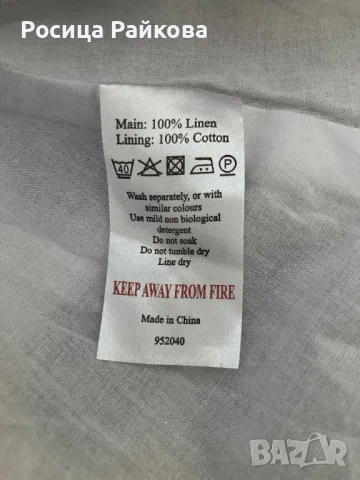 Росица Райкова
Main: 100% Linen
Lining: 100% Cotton
40 P
Wash separately, or with
similar colours
Use mild non biological
detergent
Do not soak
Do not tumble dry
Line dry
KEEP AWAY FROM FIRE
Made in China
952040
BAZAR